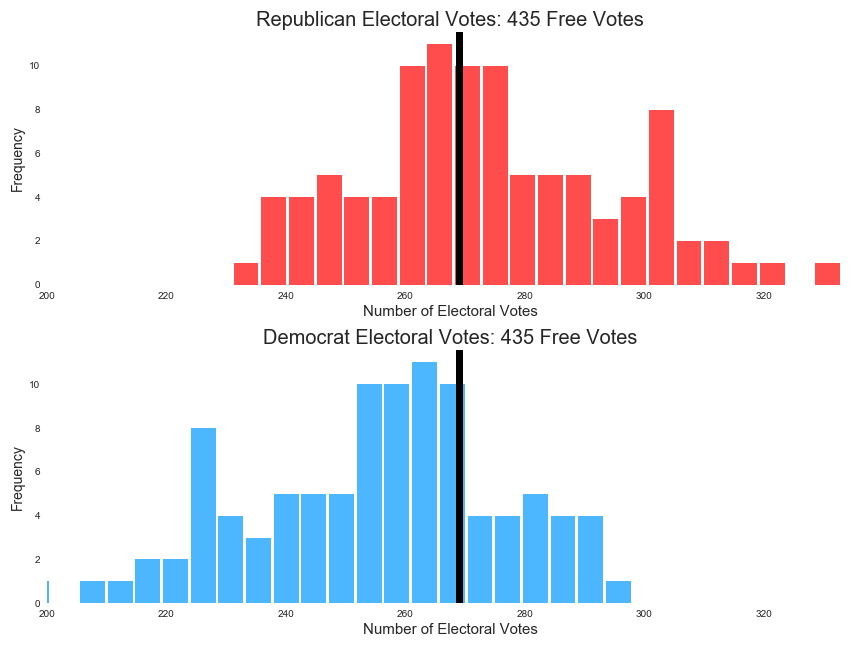 Republican Electoral Votes: 435 Free Votes
10
8
6
4
2
0
Frequency
200 220 240 260 280 300 320
Number of Electoral Votes
Democrat Electoral Votes: 435 Free Votes
10
8
6
4
2
0
Frequency
200 220 240 260 280 300 320
Number of Electoral Votes